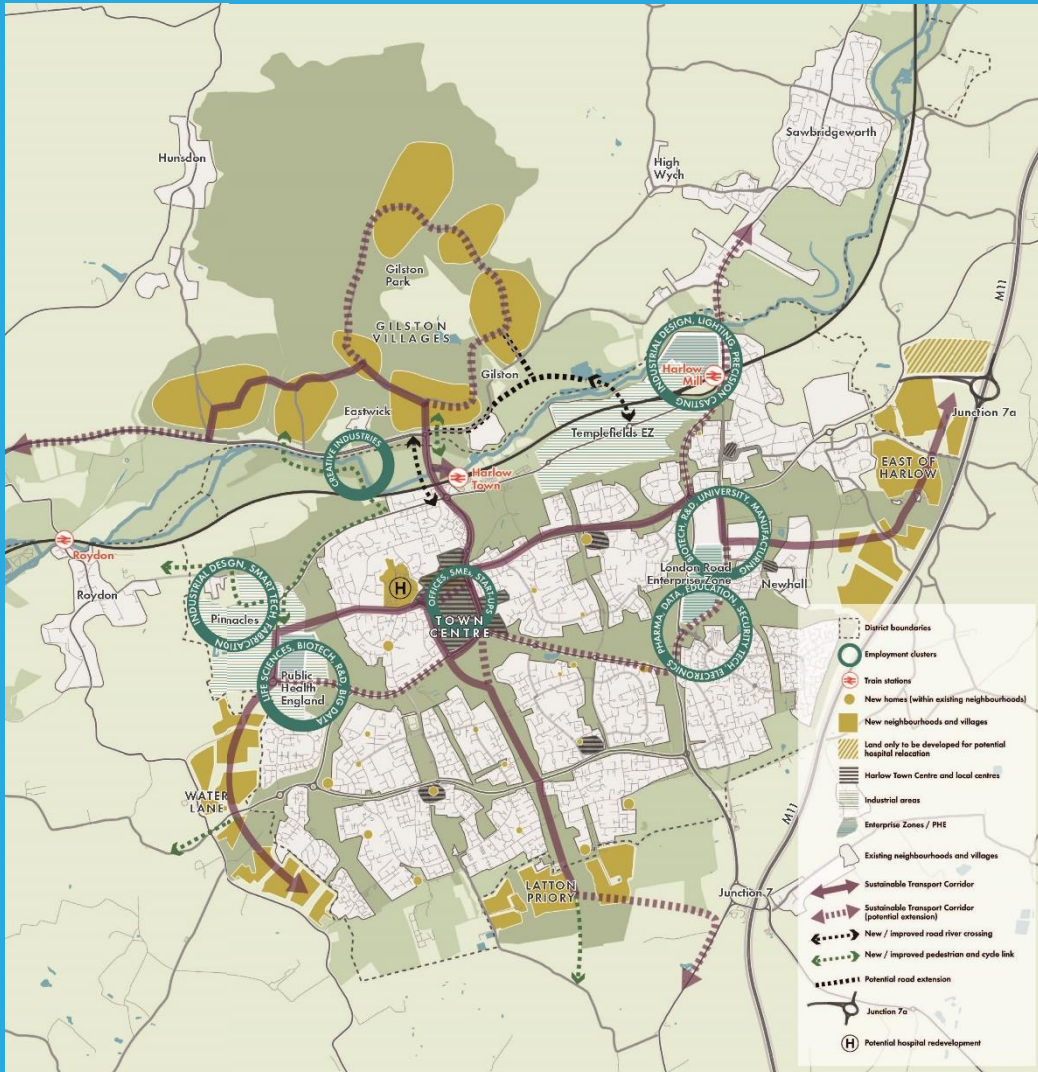 Sawbridgeworth
Hunsdon
High
Wych
M11
Gilston
Park
GILSTON
VILLAGES
INDUSTRIAL DESIGN, LIGHTING, PRECISION CASTING
Harlow
Mill
Gilston
Junction 7a
Eastwick
Templefields EZ
CREATIVE INDUSTRIES
Harlow
Town
EAST OF
HARLOW
BIOTECH, R&D, UNIVERSITY, MANUFACTURING
Roydon
Roydon
London Road
Enterprise Zone
Newhall
H
OFFICES, SMEs, START-UPS
TOWN
CENTRE
INDUSTRIAL DESGN, SMART TECH, FABRICATION
Pinnacles
PHARMA, DATA, EDUCATION, SECURITY TECH, ELECTRONICS
LIFE SCIENCES, BIOTECH, R&D, BIG DATA
Public
Health
England
WATER
LANE
M11
LATTON
PRIORY
Junction 7
District boundaries
Employment clusters
Train stations
New homes (within existing neighbourhoods)
New neighbourhoods and villages
Land only to be developed for potential
hospital relocation
Harlow Town Centre and local centres
Industrial areas
Enterprise Zones / PHE
Existing neighbourhoods and villages
Sustainable Transport Corridor
Sustainable Transport Corridor
(potential extension)
New / improved road river crossing
New / improved pedestrian and cycle link
Potential road extension
Junction 7a
H
Potential hospital redevelopment